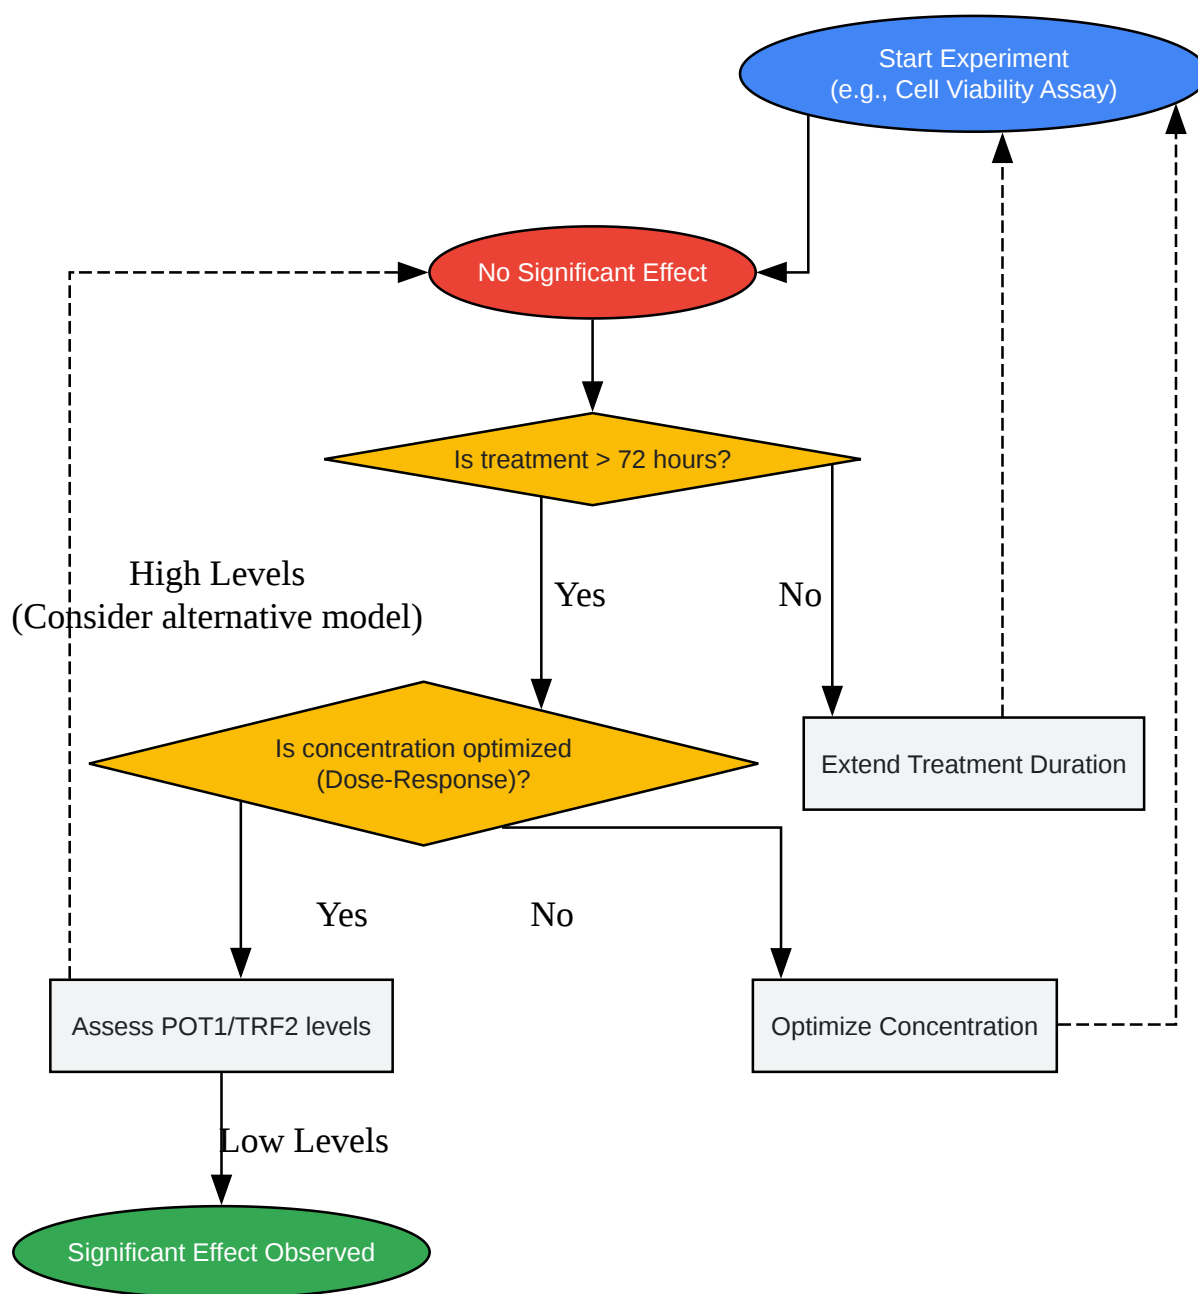 Start Experiment
(e.g., Cell Viability Assay)
No Significant Effect
Is treatment > 72 hours?
High Levels
(Consider alternative model)
Yes
No
Is concentration optimized
(Dose-Response)?
Extend Treatment Duration
Yes
No
Assess POT1/TRF2 levels
Optimize Concentration
Low Levels
Significant Effect Observed